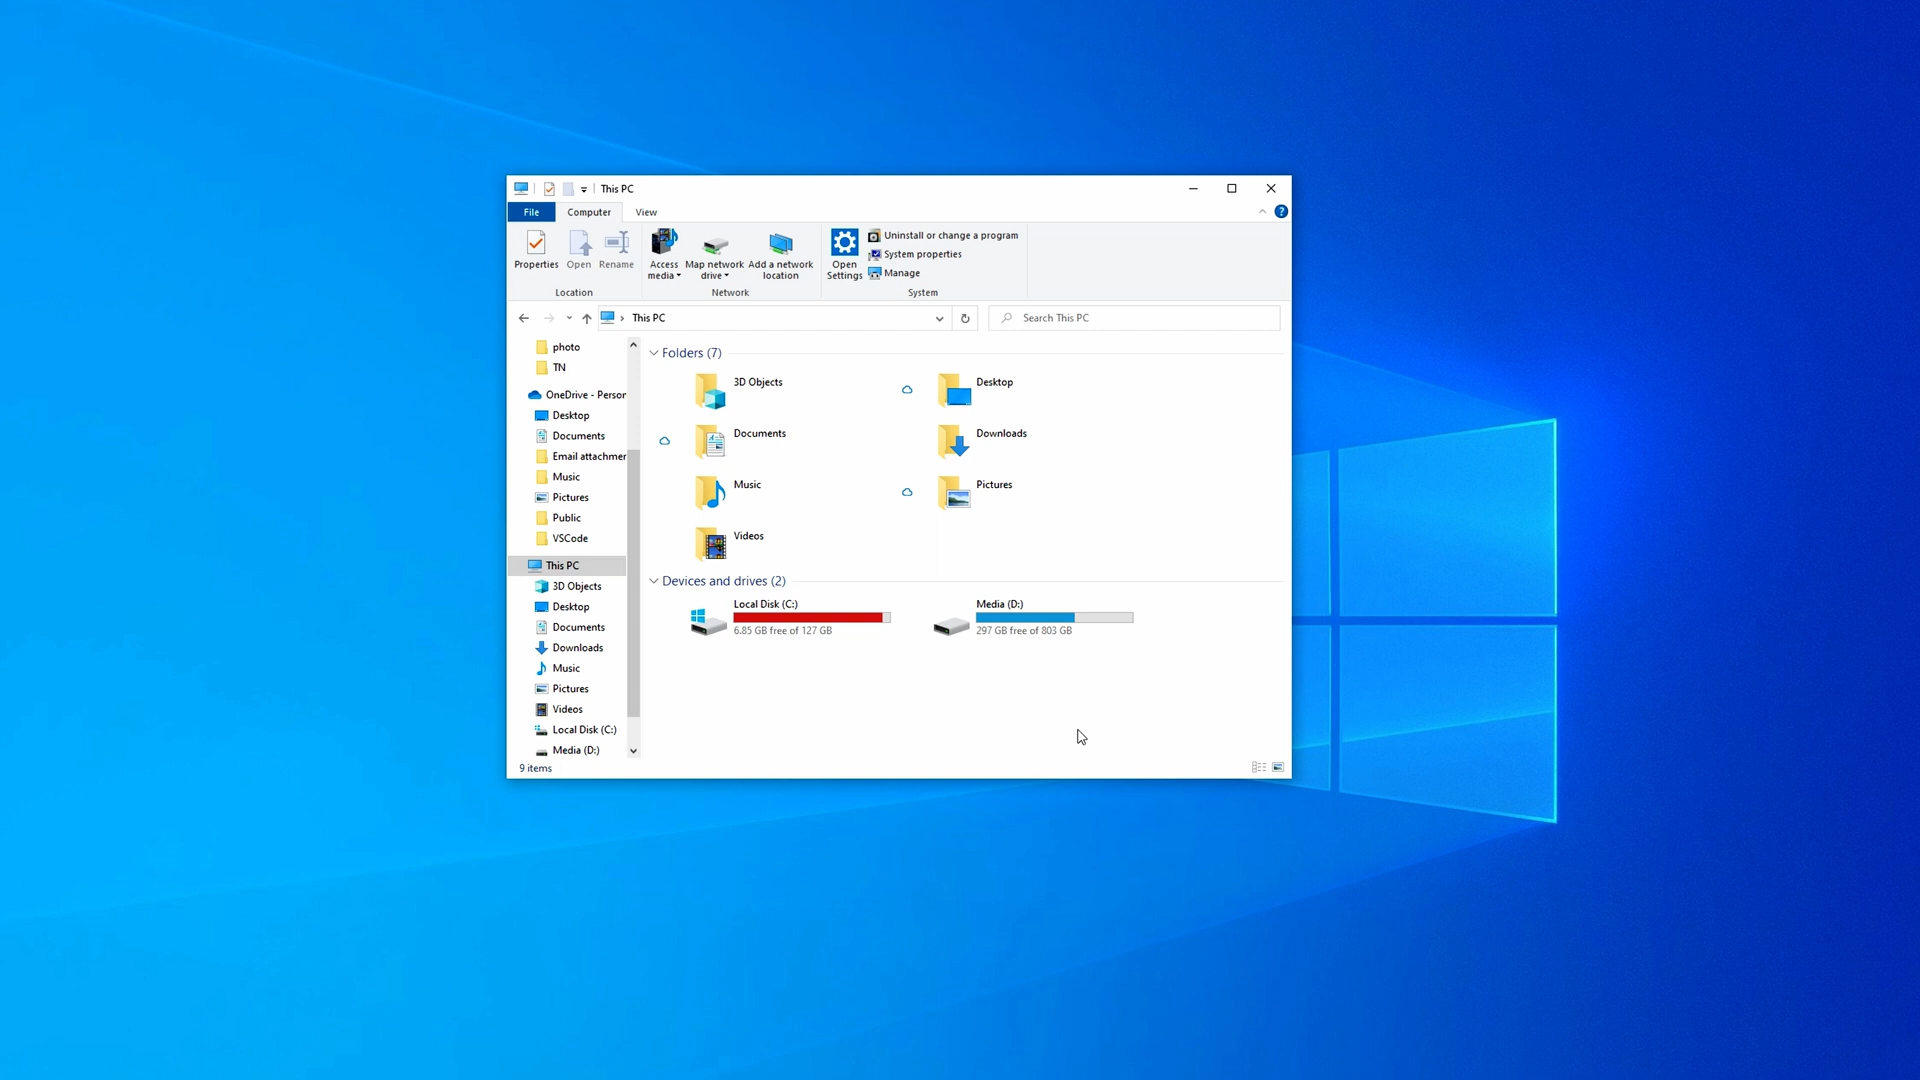 This PC
File
Computer
View
Properties
Open
Rename
Access media
Map network drive
Add a network location
Open Settings
Uninstall or change a program
System properties
Manage
Location
Network
System
This PC
Search This PC
photo
TN
OneDrive - Person
Desktop
Documents
Email attachmer
Music
Pictures
Public
VSCode
This PC
3D Objects
Desktop
Documents
Downloads
Music
Pictures
Videos
Local Disk (C:)
Media (D:)
Folders (7)
3D Objects
Desktop
Documents
Downloads
Music
Pictures
Videos
Devices and drives (2)
Local Disk (C:)
6.85 GB free of 127 GB
Media (D:)
297 GB free of 803 GB
9 items